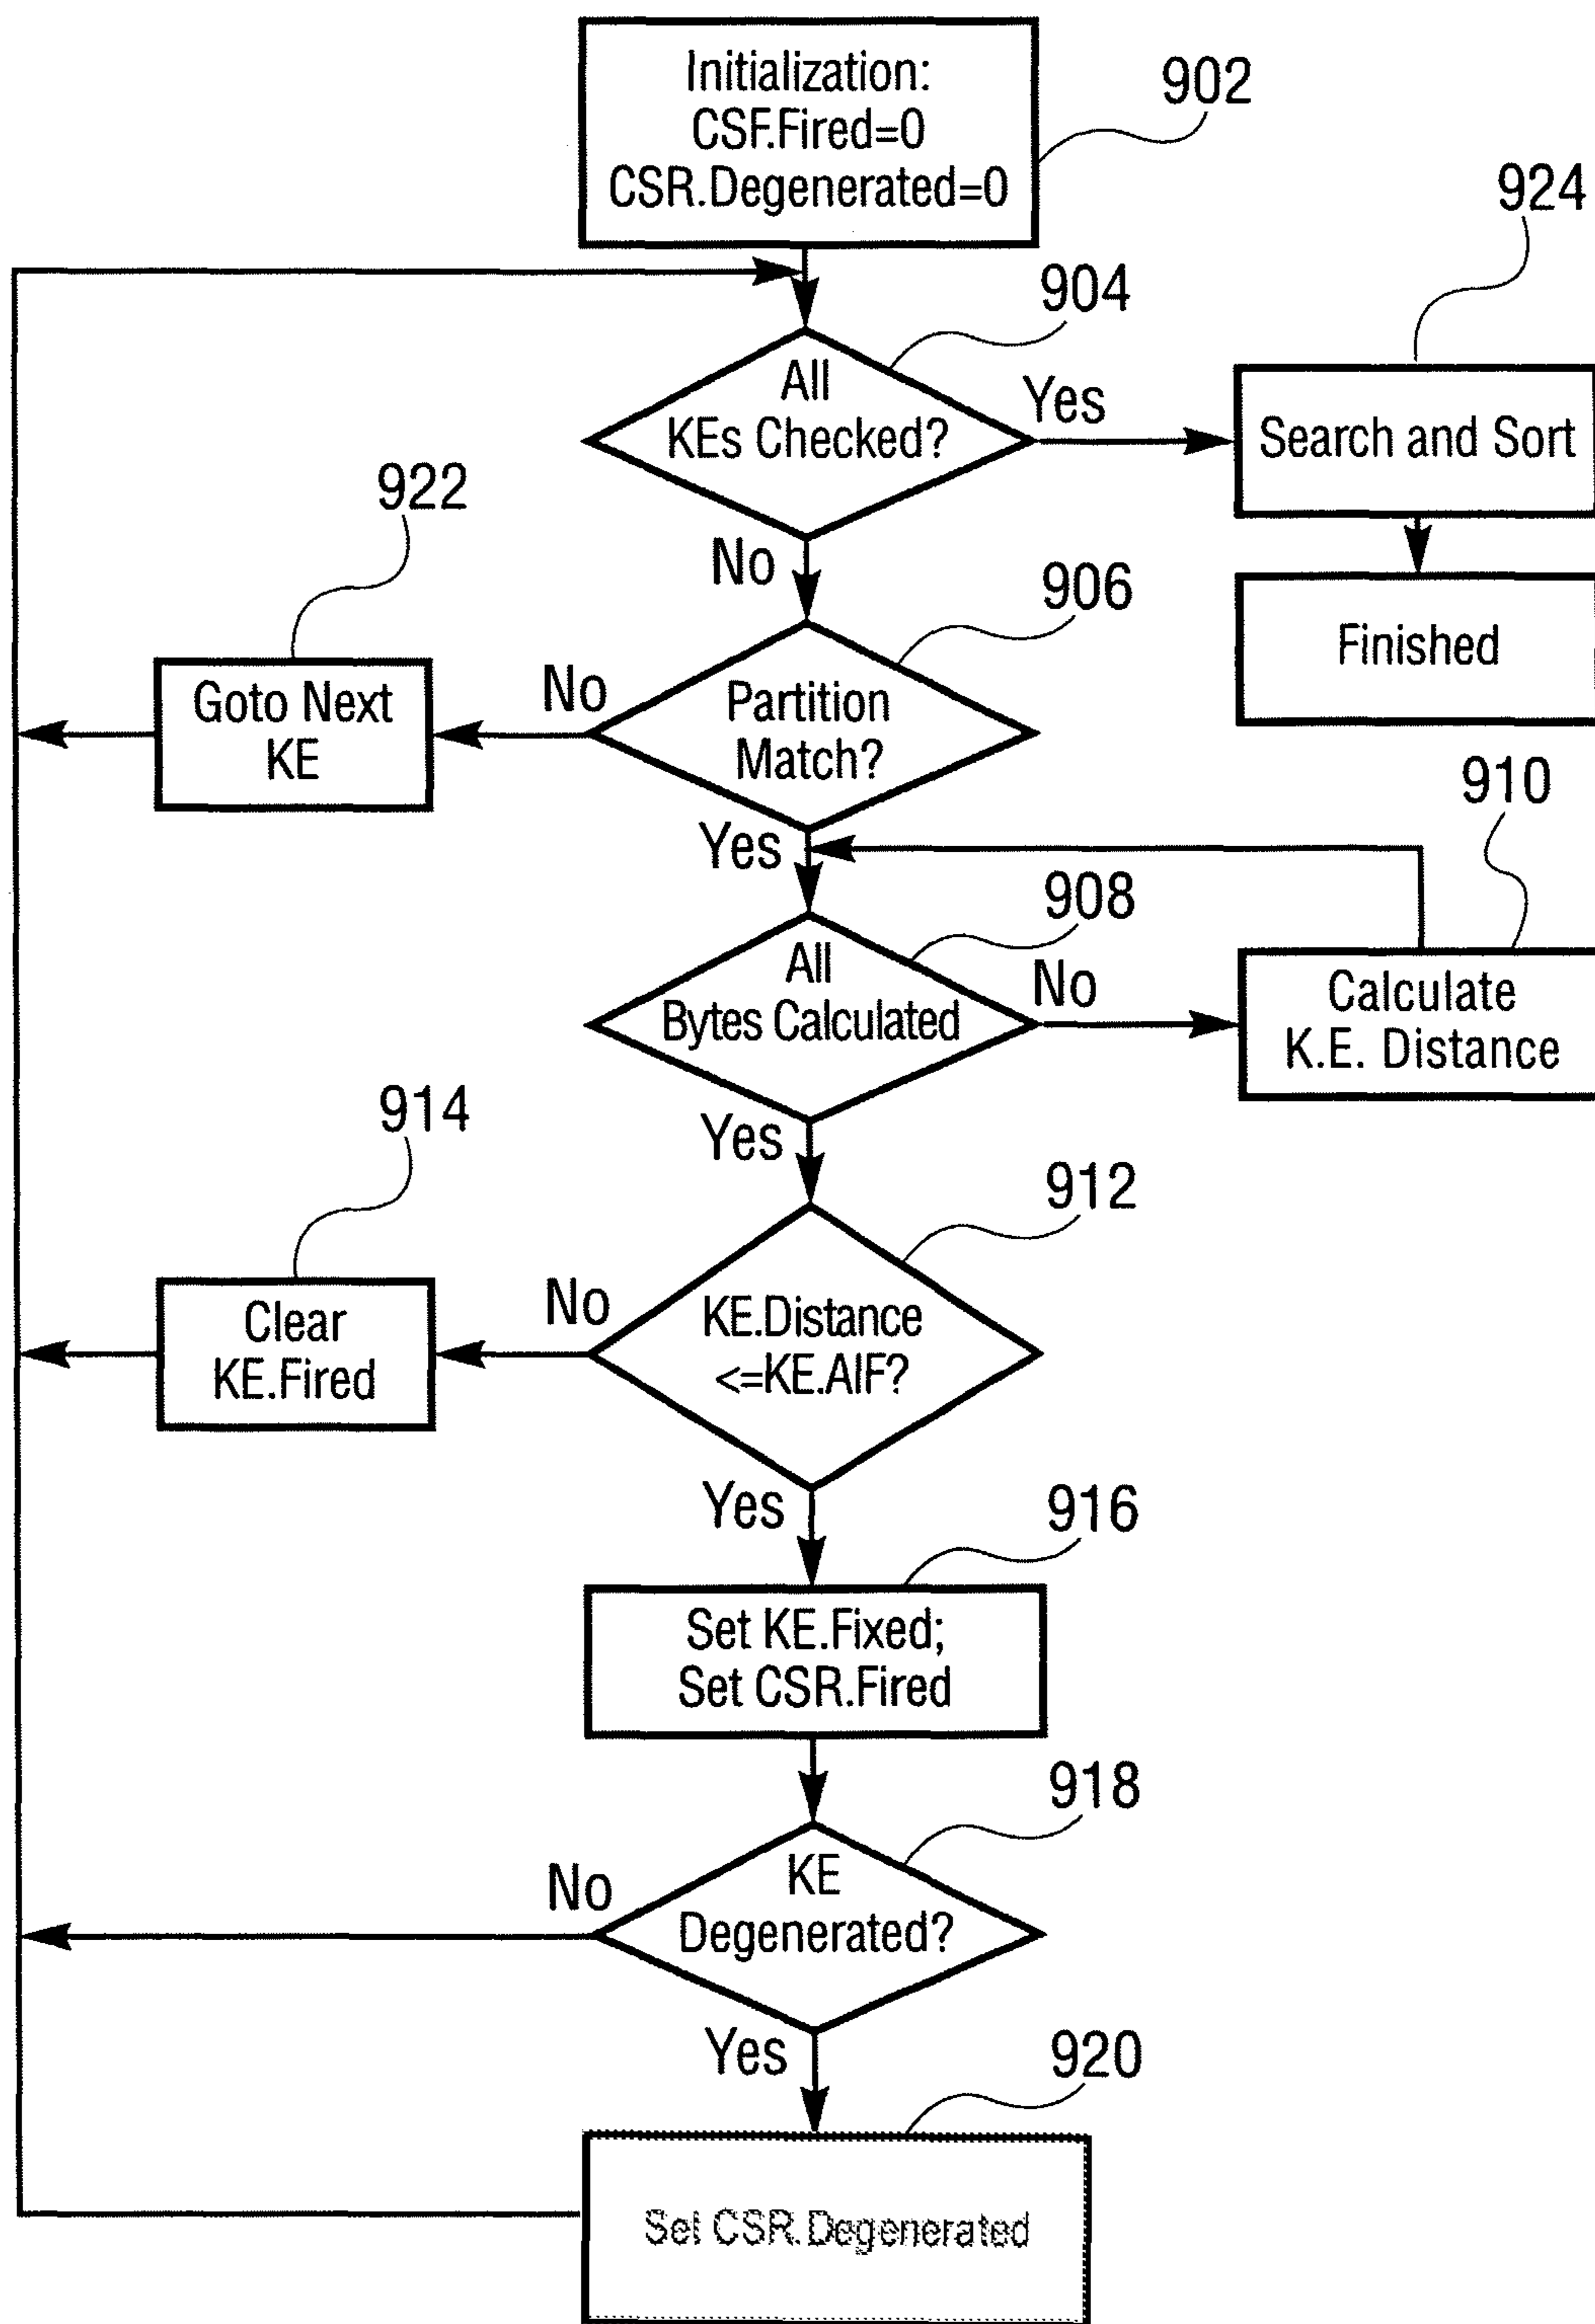 Initialization:
CSF.Fired=0
CSR.Degenerated=0
902
924
904
All
KEs Checked?
Yes
Search and Sort
922
No
906
Finished
Goto Next
KE
No
Partition
Match?
910
Yes
908
All
Bytes Calculated
No
Calculate
K.E. Distance
914
Yes
912
Clear
KE.Fired
No
KE.Distance
<=KE.AIF?
Yes
916
Set KE.Fixed;
Set CSR.Fired
918
No
KE
Degenerated?
Yes
920
Set CSR.Degenerated